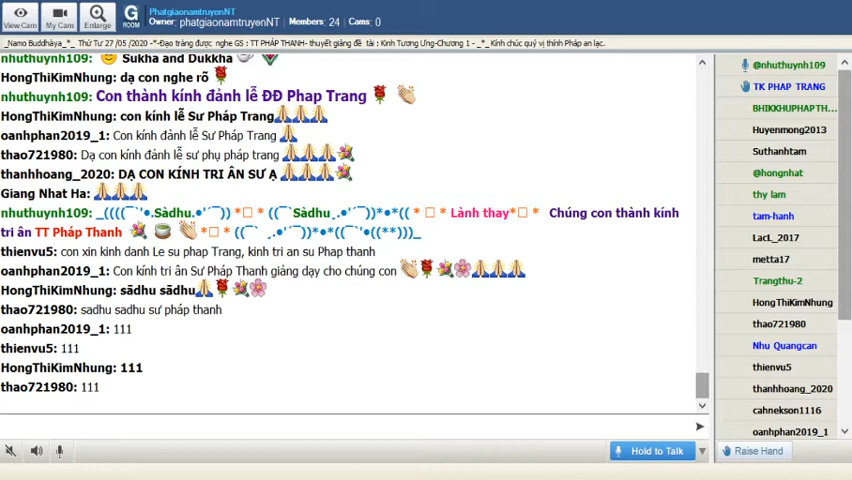 View Cam
My Cam
Enlarge
G ROOM
PhatgiaonamtruyenNT
Owner: phatgiaonamtruyenNT | Members: 24 | Cams: 0
_Namo Buddhàya_*_ Thứ Tư 27 /05 /2020 -*-Đạo tràng được nghe GS : TT PHÁP THANH- thuyết giảng đề tài : Kinh Tương Ưng-Chương 1 - _*_ Kính chúc quý vị thính Pháp an lạc.
nhuthuynh109: Sukha and Dukkha
HongThiKimNhung: dạ con nghe rõ
nhuthuynh109: Con thành kính đảnh lễ ĐĐ Phap Trang
HongThiKimNhung: con kính lễ Sư Pháp Trang
oanhphan2019_1: Con kính đảnh lễ Sư Pháp Trang
thao721980: Dạ con kính đảnh lễ sư phụ pháp trang
thanhhoang_2020: DẠ CON KÍNH TRI ÂN SƯ Ạ
Giang Nhat Ha:
nhuthuynh109: _((((¯`'•.Sàdhu.•'´¯)) *□ * ((¯`Sàdhu¸.•'´¯))*•*(( * □ * Lành thay*□ * Chúng con thành kính
tri ân TT Pháp Thanh *□ * ((¯` ¸.•'´¯))*•*((¯`'•((**)))_
thienvu5: con xin kinh danh Le su phap Trang, kinh tri an su Phap thanh
oanhphan2019_1: Con kính tri ân Sư Pháp Thanh giảng dạy cho chúng con
HongThiKimNhung: sādhu sādhu
thao721980: sadhu sadhu sư pháp thanh
oanhphan2019_1: 111
thienvu5: 111
HongThiKimNhung: 111
thao721980: 111
Hold to Talk
@nhuthuynh109
TK PHAP TRANG
BHIKKHUPHAPTH...
Huyenmong2013
Suthanhtam
@hongnhat
thy lam
tam-hanh
LacL_2017
metta17
Trangthu-2
HongThiKimNhung
thao721980
Nhu Quangcan
thienvu5
thanhhoang_2020
cahnekson1116
oanhphan2019_1
Raise Hand